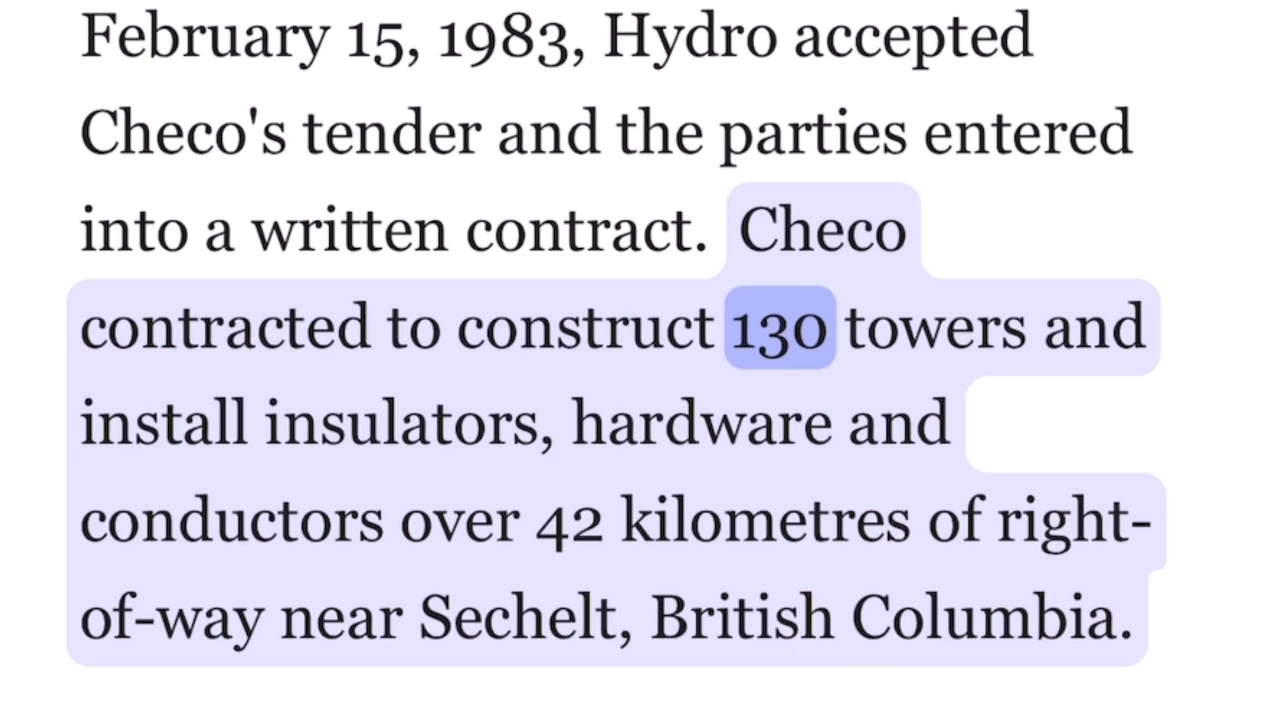 February 15, 1983, Hydro accepted
Checo's tender and the parties entered
into a written contract. Checo
contracted to construct 130 towers and
install insulators, hardware and
conductors over 42 kilometres of right-
of-way near Sechelt, British Columbia.